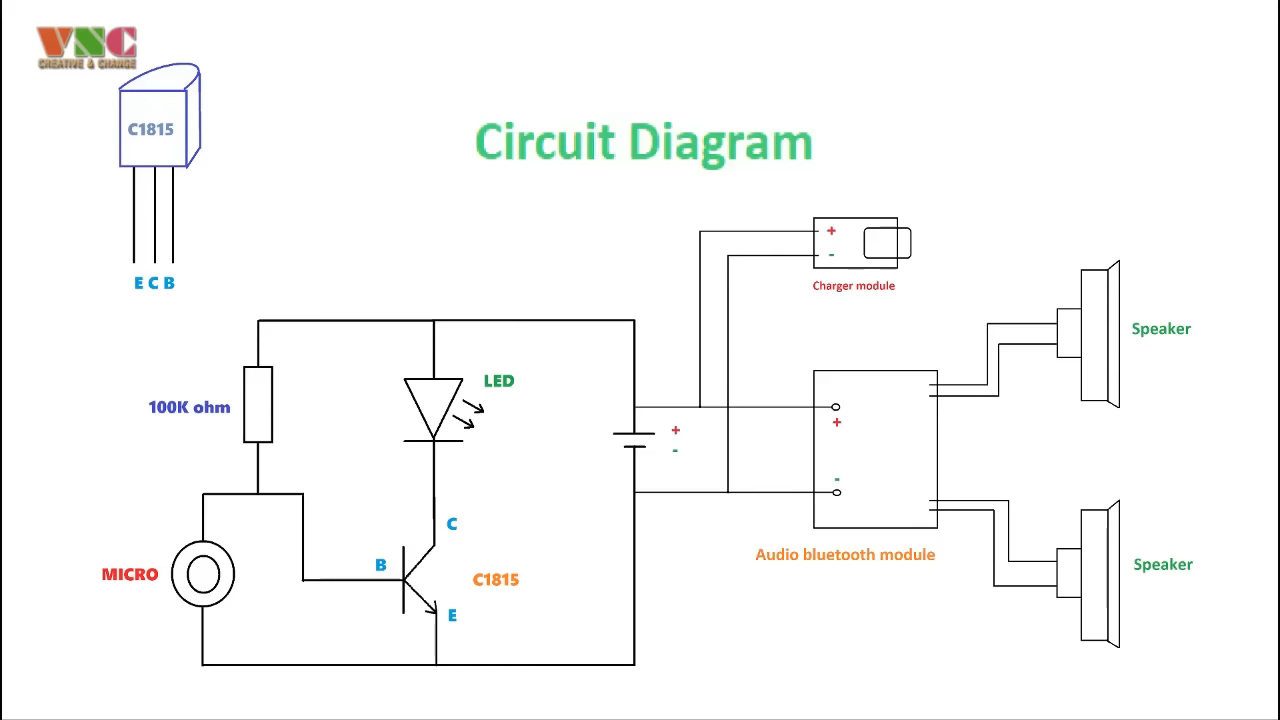 VNC
CREATIVE & CHANGE
C1815
E C B
Circuit Diagram
+
-
Charger module
Speaker
LED
100K ohm
+
-
+
-
C
B
MICRO
C1815
E
Audio bluetooth module
Speaker